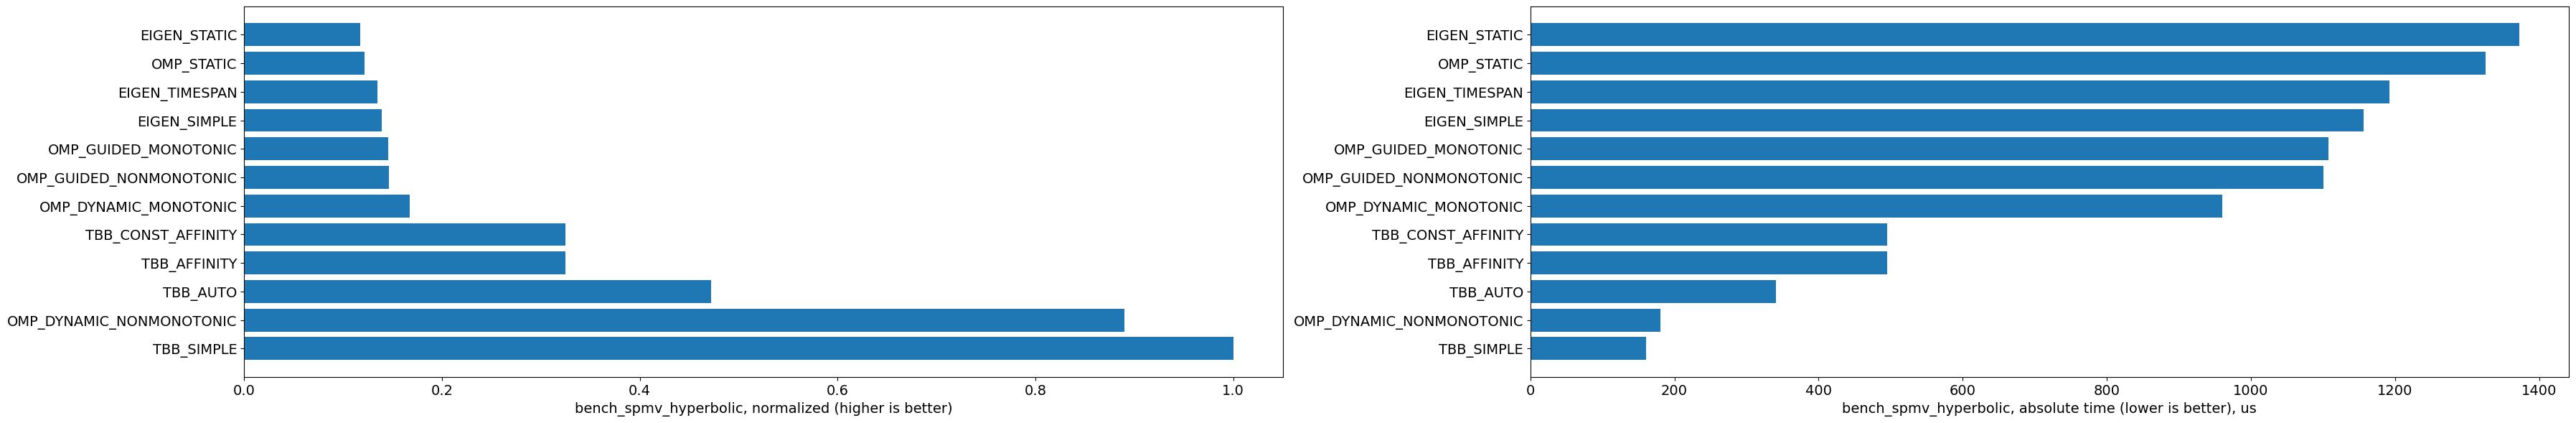 EIGEN_STATIC
OMP_STATIC
EIGEN_TIMESPAN
EIGEN_SIMPLE
OMP_GUIDED_MONOTONIC
OMP_GUIDED_NONMONOTONIC
OMP_DYNAMIC_MONOTONIC
TBB_CONST_AFFINITY
TBB_AFFINITY
TBB_AUTO
OMP_DYNAMIC_NONMONOTONIC
TBB_SIMPLE
0.0 0.2 0.4 0.6 0.8 1.0
bench_spmv_hyperbolic, normalized (higher is better)
EIGEN_STATIC
OMP_STATIC
EIGEN_TIMESPAN
EIGEN_SIMPLE
OMP_GUIDED_MONOTONIC
OMP_GUIDED_NONMONOTONIC
OMP_DYNAMIC_MONOTONIC
TBB_CONST_AFFINITY
TBB_AFFINITY
TBB_AUTO
OMP_DYNAMIC_NONMONOTONIC
TBB_SIMPLE
0 200 400 600 800 1000 1200 1400
bench_spmv_hyperbolic, absolute time (lower is better), us